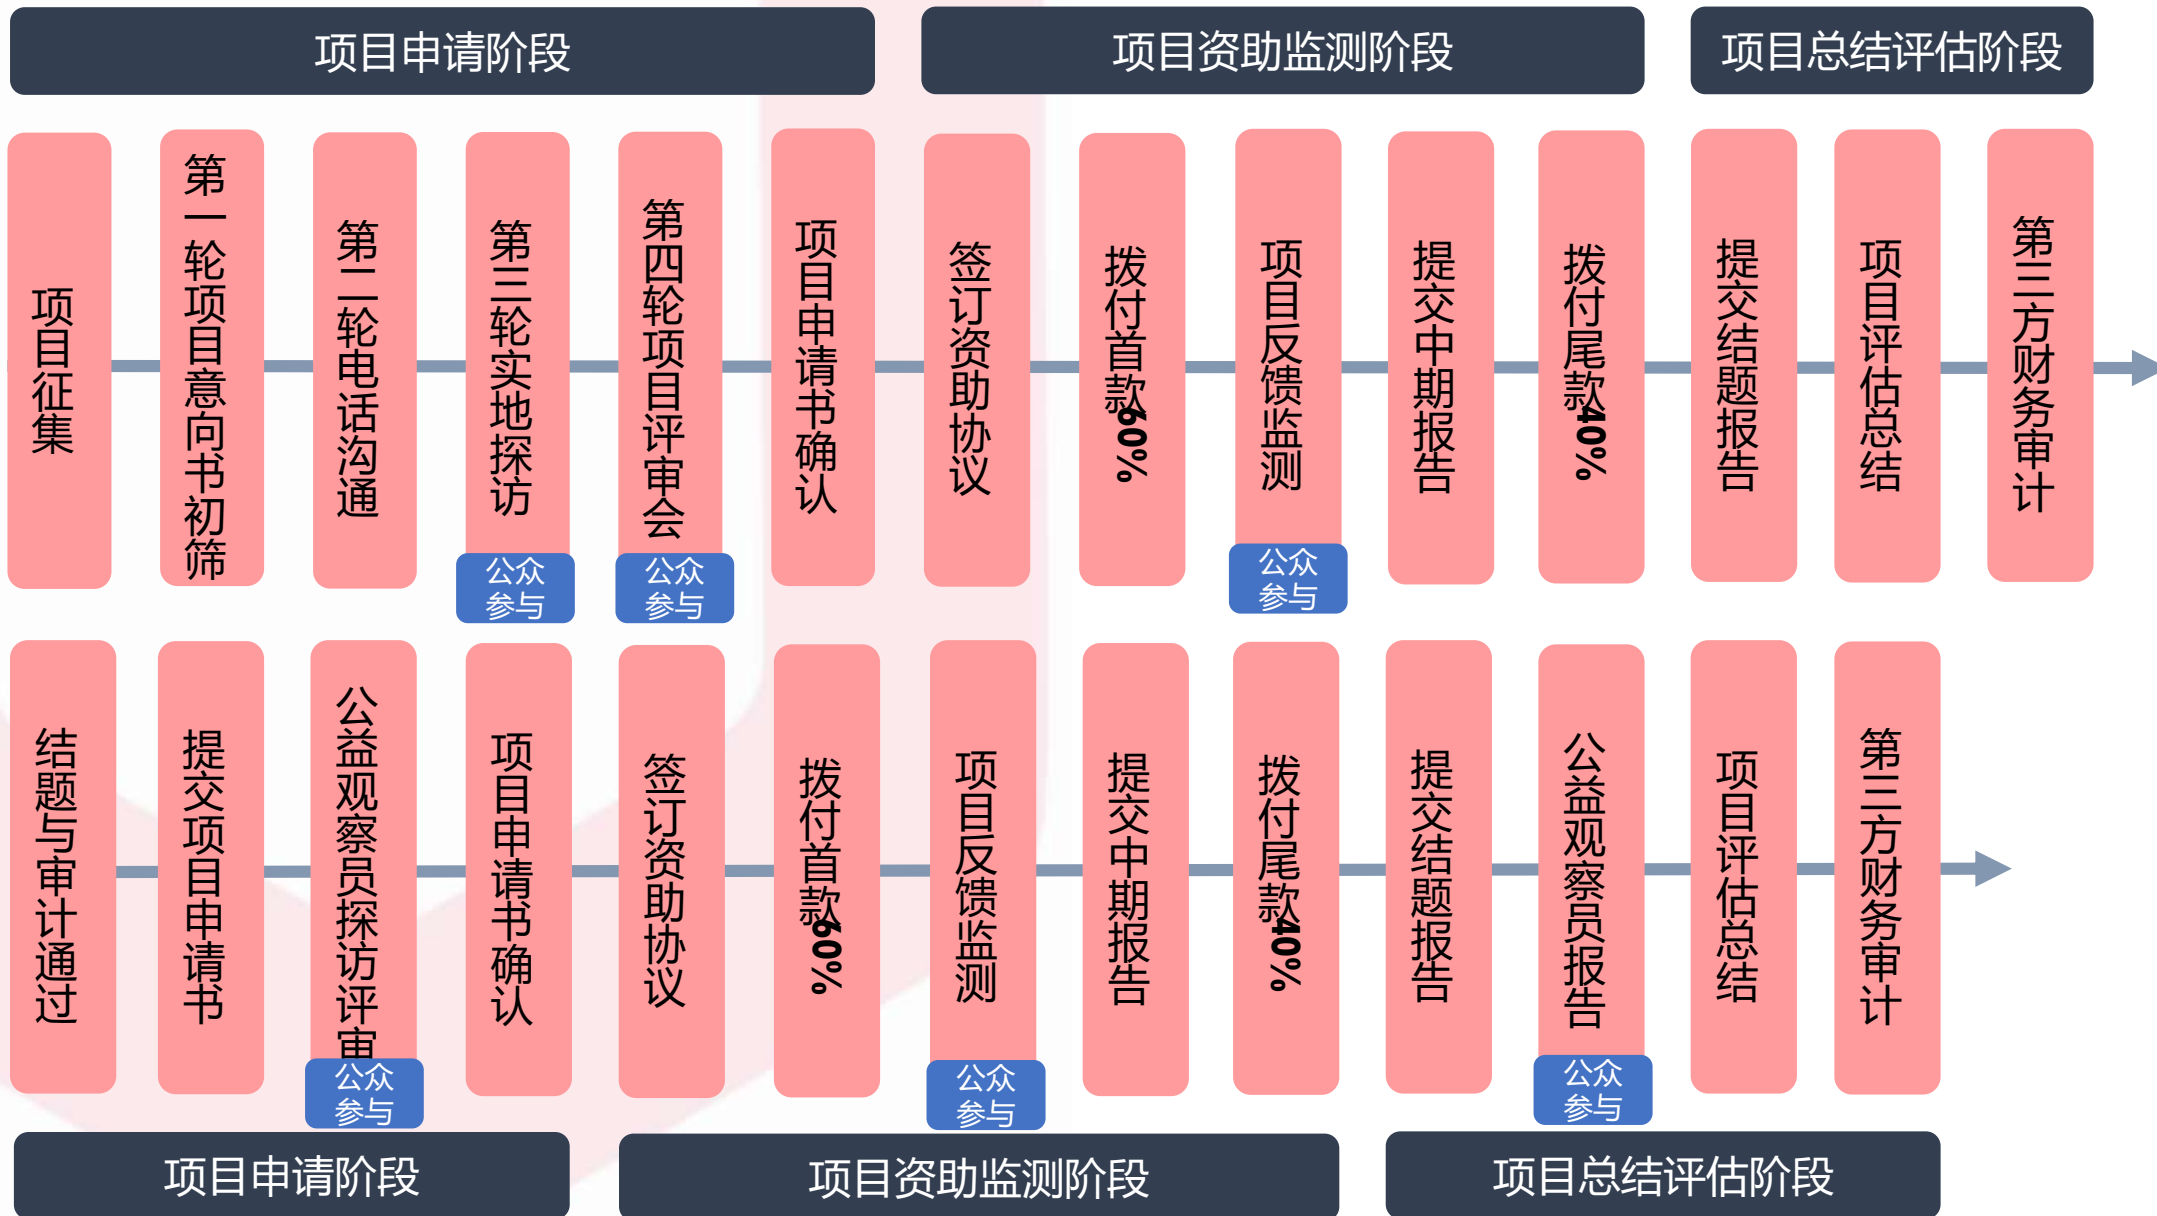 项目申请阶段
项目资助监测阶段
项目总结评估阶段
项目征集
第一轮项目意向书初筛
第二轮电话沟通
第三轮实地探访
公众
参与
第四轮项目评审会
公众
参与
项目申请书确认
签订资助协议
拨付首款60%
项目反馈监测
公众
参与
提交中期报告
拨付尾款40%
提交结题报告
项目评估总结
第三方财务审计
结题与审计通过
提交项目申请书
公益观察员探访评审
公众
参与
项目申请书确认
签订资助协议
拨付首款60%
项目反馈监测
公众
参与
提交中期报告
拨付尾款40%
提交结题报告
公益观察员报告
公众
参与
项目评估总结
第三方财务审计
项目申请阶段
项目资助监测阶段
项目总结评估阶段